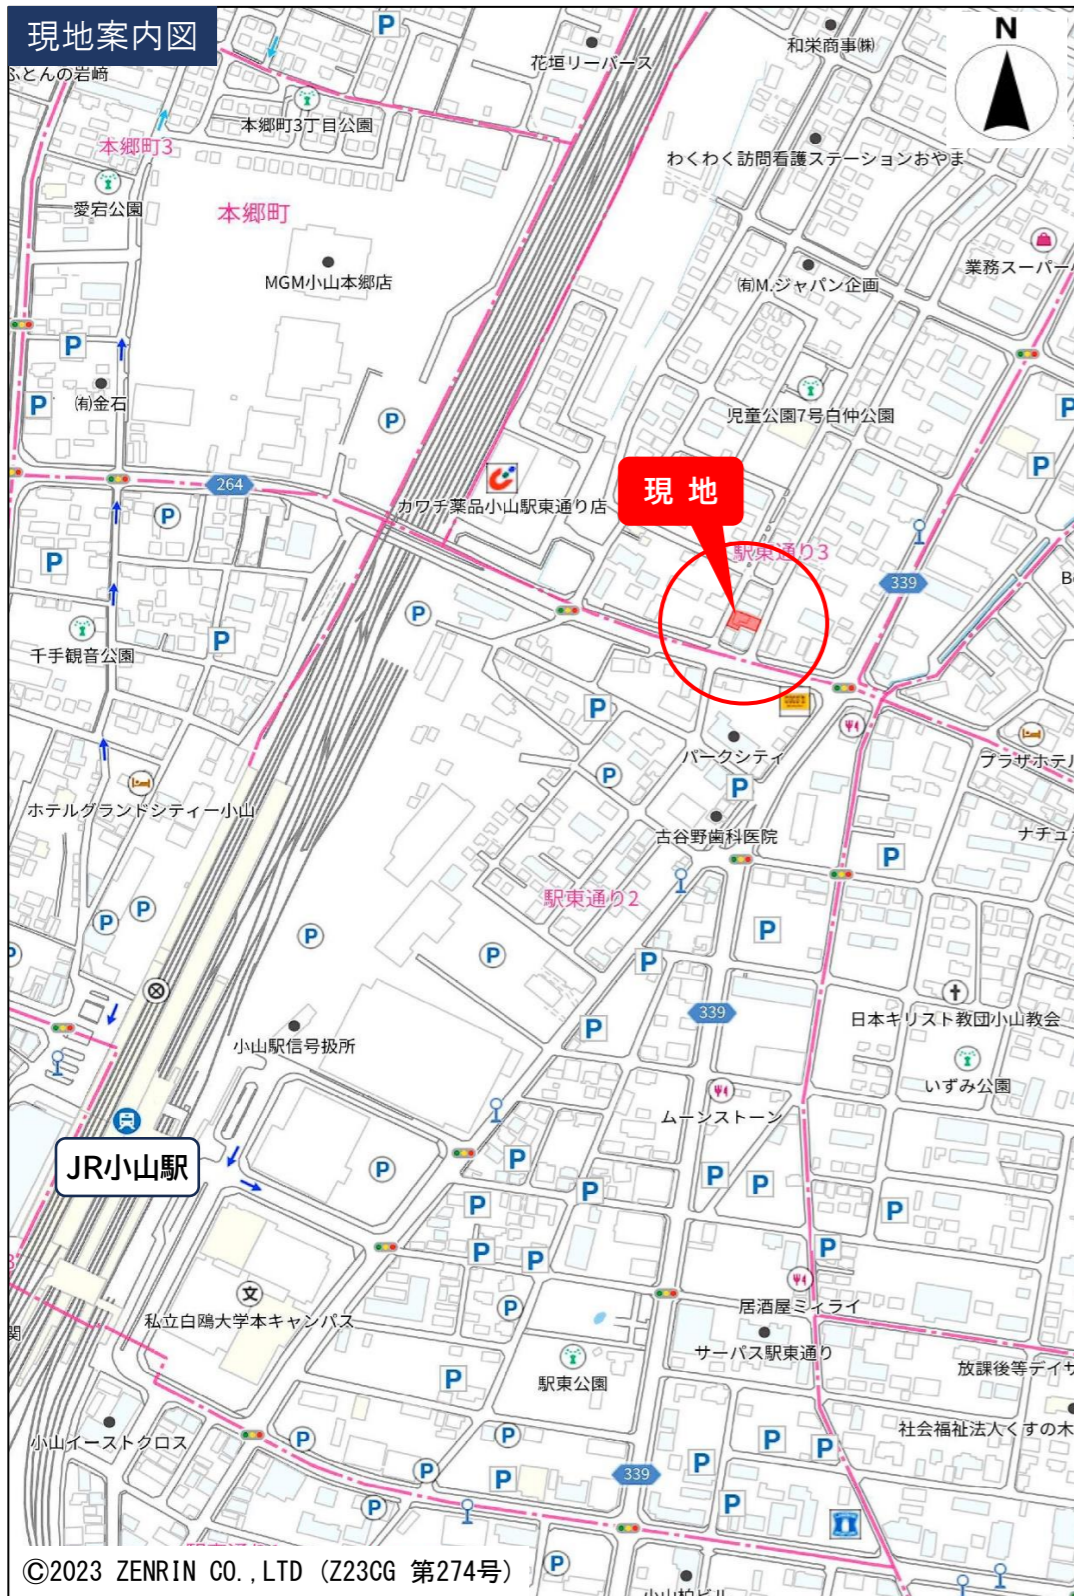 現地案内図
P
N
和栄商事㈱
花垣リーバース
ふとんの岩﨑
本郷町3丁目公園
本郷町3
わくわく訪問看護ステーションおやま
愛宕公園
本郷町
業務スーパー
MGM小山本郷店
㈲M.ジャパン企画
P
㈲金石
P
P
児童公園7号白仲公園
P
P
264
現 地
カワチ薬品小山駅東通り店
P
駅東通り3
P
339
P
千手観音公園
P
P
パークシティ
プラザホテル
P
P
ホテルグランドシティー小山
古谷野歯科医院
ナチュ
P
駅東通り2
P
P
P
P
P
P
339
日本キリスト教団小山教会
P
小山駅信号扱所
いずみ公園
ムーンストーン
JR小山駅
P
P
P
P
P
P
P
P
P
P
文
居酒屋ミィライ
私立白鴎大学本キャンパス
P
サーパス駅東通り
放課後等デイサ
駅東公園
P
社会福祉法人くすの木
小山イーストクロス
P
P
P
P
P
P
P
339
P
P
©2023 ZENRIN CO.,LTD (Z23CG 第274号)
P